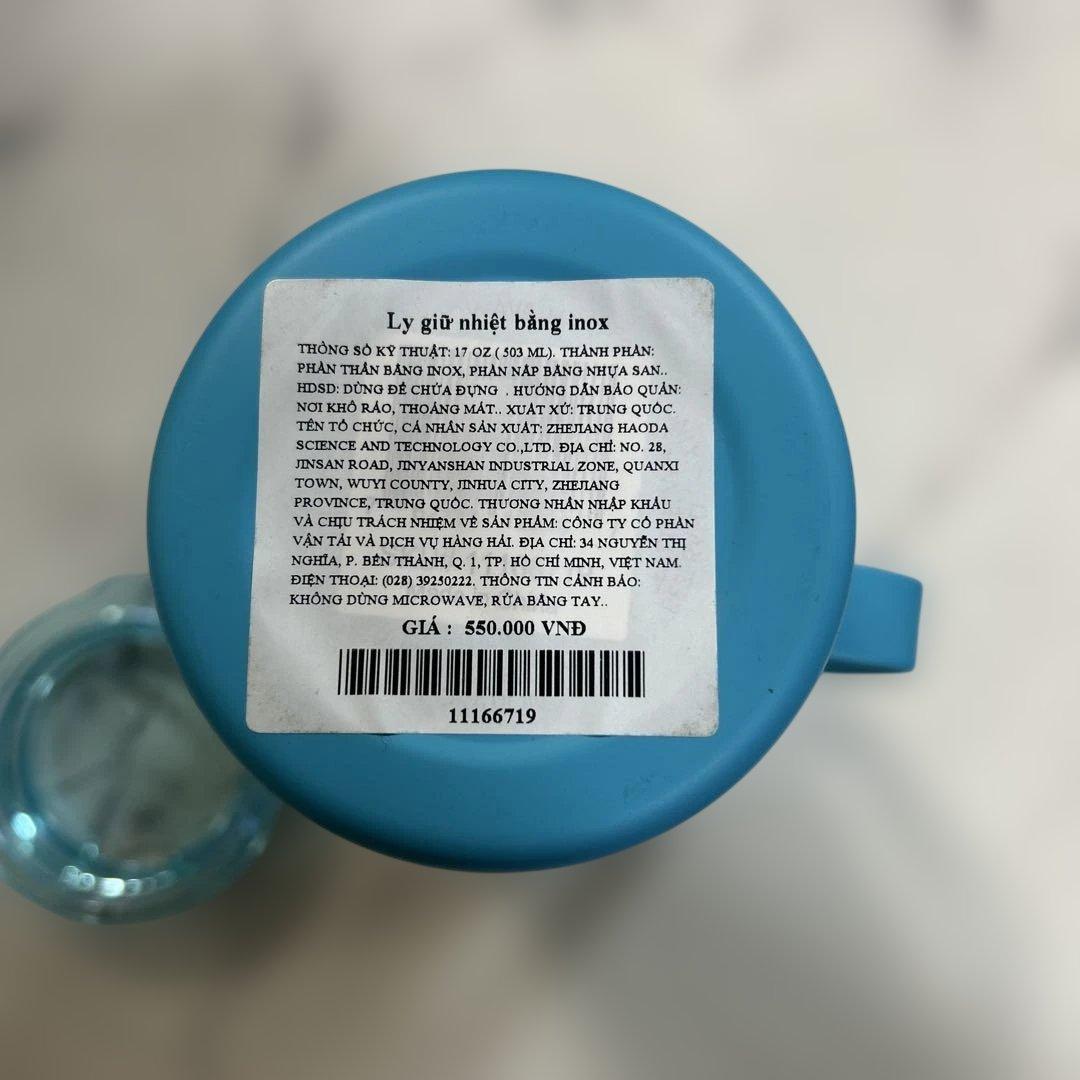 Ly giữ nhiệt bằng inox
THÔNG SỐ KỸ THUẬT: 17 OZ ( 503 ML). THÀNH PHẦN:
PHẦN THÂN BẰNG INOX, PHẦN NẮP BẰNG NHỰA SAN..
HDSD: DÙNG ĐỂ CHỨA ĐỰNG . HƯỚNG DẪN BẢO QUẢN:
NƠI KHÔ RÁO, THOÁNG MÁT.. XUẤT XỨ: TRUNG QUỐC.
TÊN TỔ CHỨC, CÁ NHÂN SẢN XUẤT: ZHEJIANG HAODA
SCIENCE AND TECHNOLOGY CO.,LTD. ĐỊA CHỈ: NO. 28,
JINSAN ROAD, JINYANSHAN INDUSTRIAL ZONE, QUANXI
TOWN, WUYI COUNTY, JINHUA CITY, ZHEJIANG
PROVINCE, TRUNG QUỐC. THƯƠNG NHÂN NHẬP KHẨU
VÀ CHỊU TRÁCH NHIỆM VỀ SẢN PHẨM: CÔNG TY CỔ PHẦN
VẬN TẢI VÀ DỊCH VỤ HÀNG HẢI. ĐỊA CHỈ: 34 NGUYỄN THỊ
NGHĨA, P. BẾN THÀNH, Q. 1, TP. HỒ CHÍ MINH, VIỆT NAM.
ĐIỆN THOẠI: (028) 39250222. THÔNG TIN CẢNH BÁO:
KHÔNG DÙNG MICROWAVE, RỬA BẰNG TAY..
GIÁ : 550.000 VNĐ
11166719